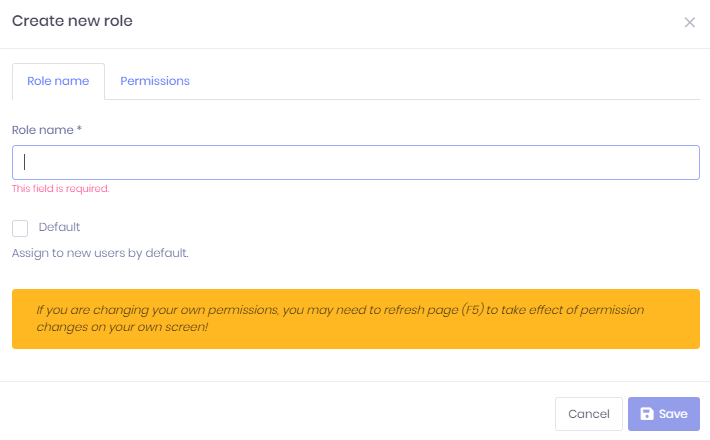 Create new role
Role name
Permissions
Role name *
This field is required.
Default
Assign to new users by default.
If you are changing your own permissions, you may need to refresh page (F5) to take effect of permission
changes on your own screen!
Cancel
Save